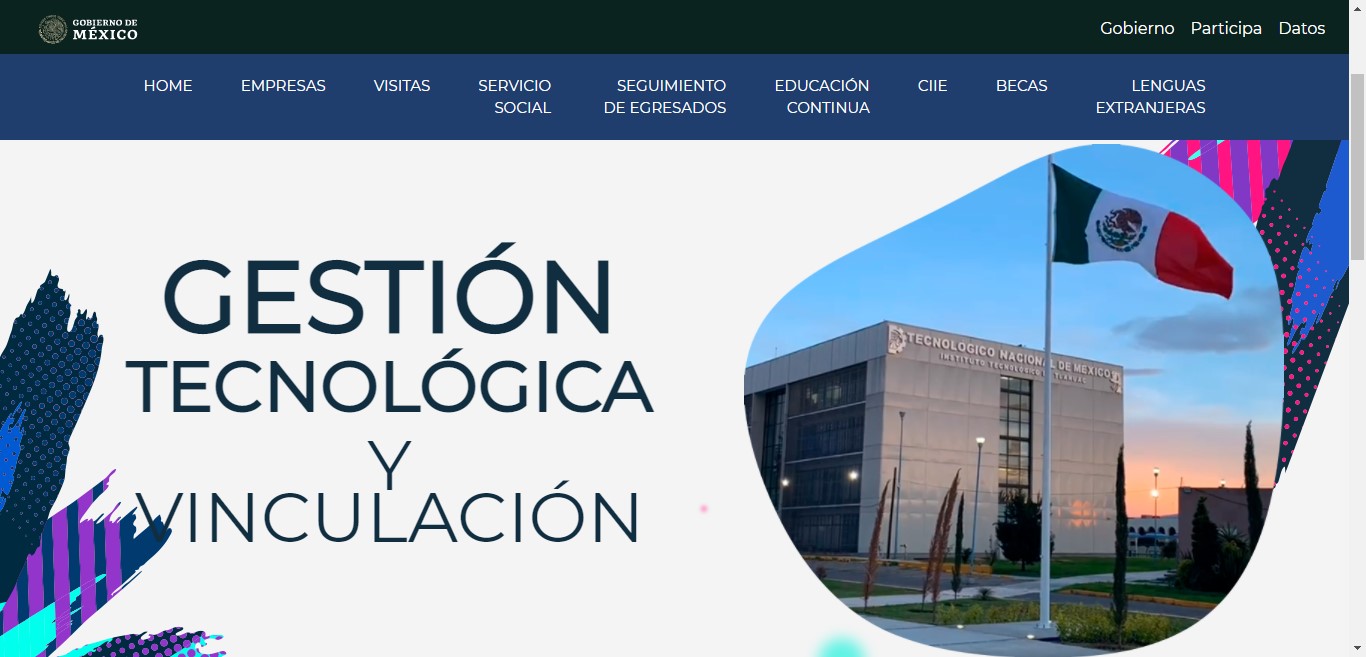 GOBIERNO DE
MÉXICO
Gobierno Participa Datos
HOME
EMPRESAS
VISITAS
SERVICIO
SOCIAL
SEGUIMIENTO
DE EGRESADOS
EDUCACIÓN
CONTINUA
CIIE
BECAS
LENGUAS
EXTRANJERAS
GESTIÓN
TECNOLÓGICA
Y
VINCULACIÓN
TECNOLÓGICO NACIONAL DE MÉXICO
INSTITUTO TECNOLÓGICO